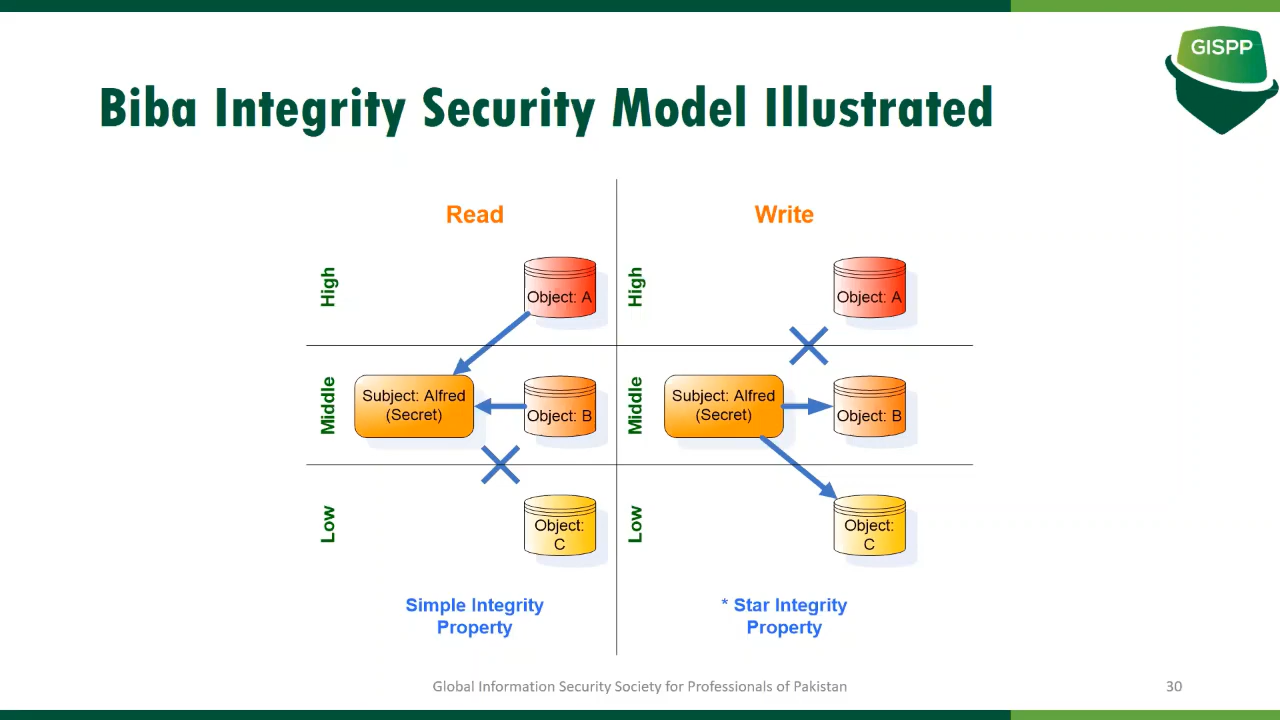 GISPP
Biba Integrity Security Model Illustrated
Read
Write
High
Object: A
High
Object: A
Middle
Subject: Alfred
(Secret)
Object: B
Middle
Subject: Alfred
(Secret)
Object: B
Low
Object:
C
Low
Object:
C
Simple Integrity
Property
* Star Integrity
Property
Global Information Security Society for Professionals of Pakistan
30